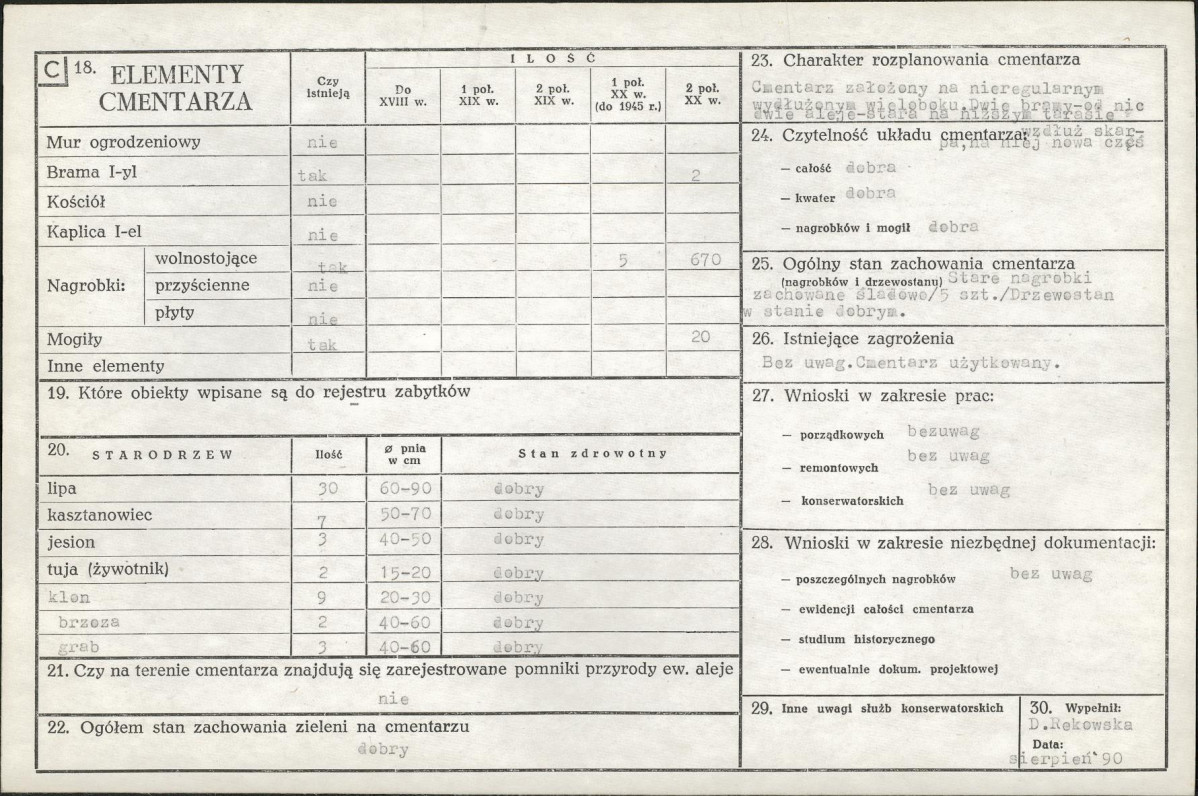 C 18. ELEMENTY CMENTARZA
Czy istnieją
ILOŚĆ
Do XVIII w.
1 poł. XIX w.
2 poł. XIX w.
1 poł. XX w. (do 1945 r.)
2 poł. XX w.
Mur ogrodzeniowy nie
Brama I-yl tak 2
Kościół nie
Kaplica I-el nie
Nagrobki:
wolnostojące tak 5 670
przyścienne nie
płyty nie
Mogiły tak 20
Inne elementy
19. Które obiekty wpisane są do rejestru zabytków
20. STARODRZEW Ilość ø pnia w cm Stan zdrowotny
lipa 30 60-90 dobry
kasztanowiec 7 50-70 dobry
jesion 3 40-50 dobry
tuja (żywotnik) 2 15-20 dobry
klon 9 20-30 dobry
brzoza 2 40-60 dobry
grab 3 40-60 dobry
21. Czy na terenie cmentarza znajdują się zarejestrowane pomniki przyrody ew. aleje
nie
22. Ogółem stan zachowania zieleni na cmentarzu
dobry
23. Charakter rozplanowania cmentarza
Cmentarz założony na nieregularnym
wydłużonym wieloboku.Dwie bramy-od nic
dwie aleje-stara na niższym tarasie
wzdłuż skar-
pa,na niej nowa częś
24. Czytelność układu cmentarza:
— całość dobra
— kwater dobra
— nagrobków i mogił dobra
25. Ogólny stan zachowania cmentarza
(nagrobków i drzewostanu) Stare nagrobki
zachowane śladowo/5 szt./Drzewostan
w stanie dobrym.
26. Istniejące zagrożenia
Bez uwag.Cmentarz użytkowany.
27. Wnioski w zakresie prac:
— porządkowych bezuwag
— remontowych bez uwag
— konserwatorskich bez uwag
28. Wnioski w zakresie niezbędnej dokumentacji:
— poszczególnych nagrobków bez uwag
— ewidencji całości cmentarza
— studium historycznego
— ewentualnie dokum. projektowej
29. Inne uwagi służb konserwatorskich
30. Wypełnił:
D.Rekowska
Data:
sierpień'90